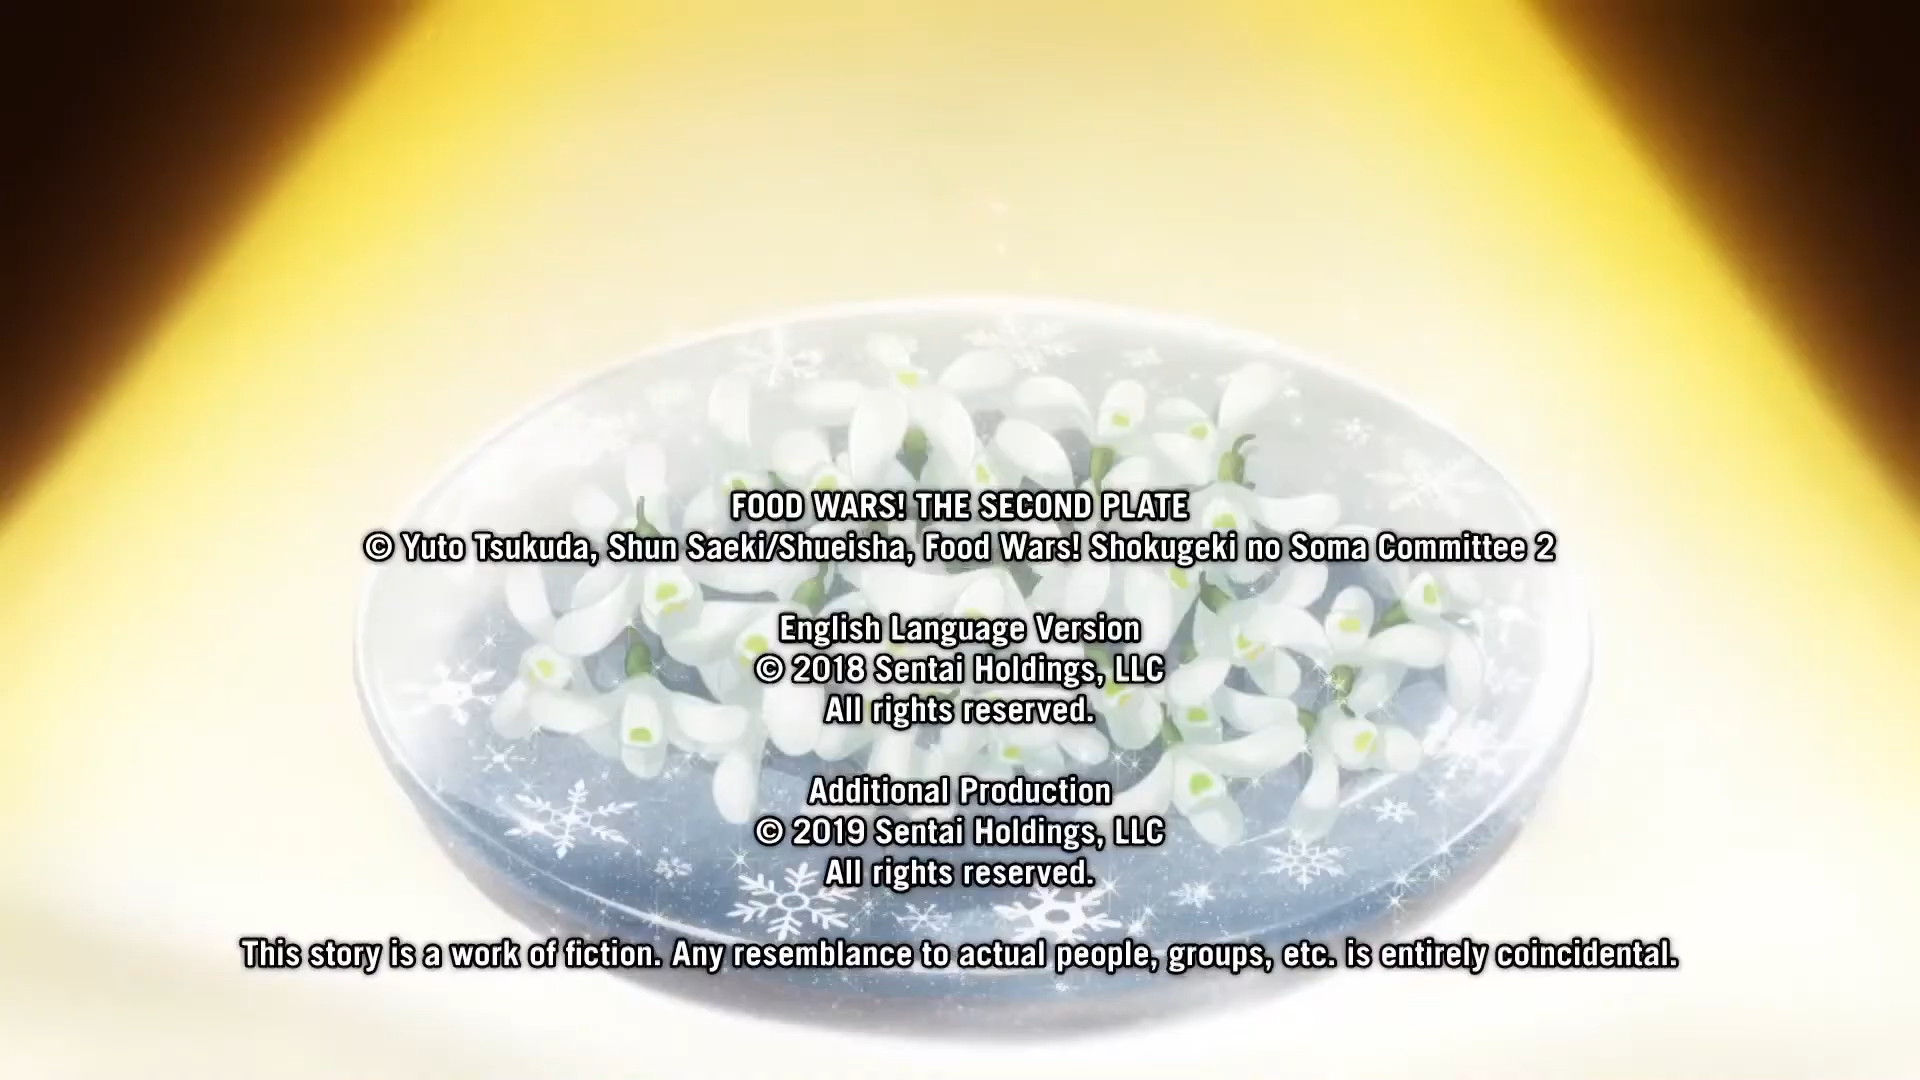 FOOD WARS! THE SECOND PLATE
© Yuto Tsukuda, Shun Saeki/Shueisha, Food Wars! Shokugeki no Soma Committee 2
English Language Version
© 2018 Sentai Holdings, LLC
All rights reserved.
Additional Production
© 2019 Sentai Holdings, LLC
All rights reserved.
This story is a work of fiction. Any resemblance to actual people, groups, etc. is entirely coincidental.